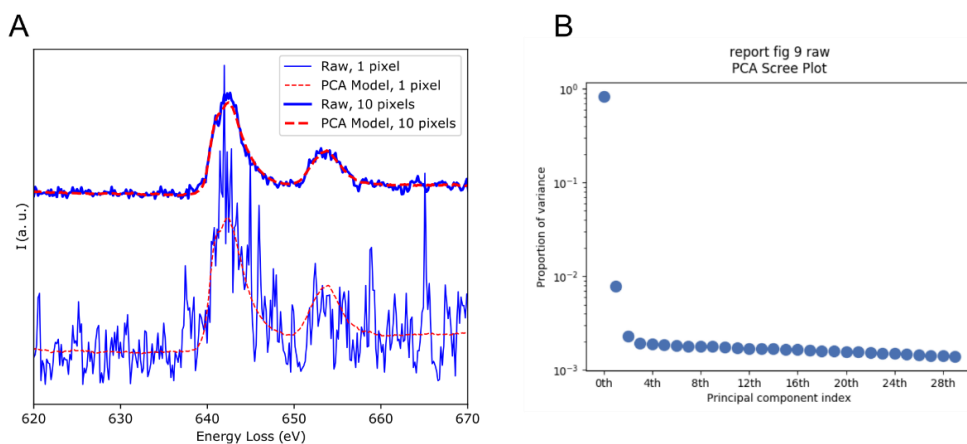 A
Raw, 1 pixel
PCA Model, 1 pixel
Raw, 10 pixels
PCA Model, 10 pixels
I (a. u.)
620 630 640 650 660 670
Energy Loss (eV)
B
report fig 9 raw
PCA Scree Plot
10⁰
10⁻¹
10⁻²
10⁻³
Proportion of variance
0th 4th 8th 12th 16th 20th 24th 28th
Principal component index